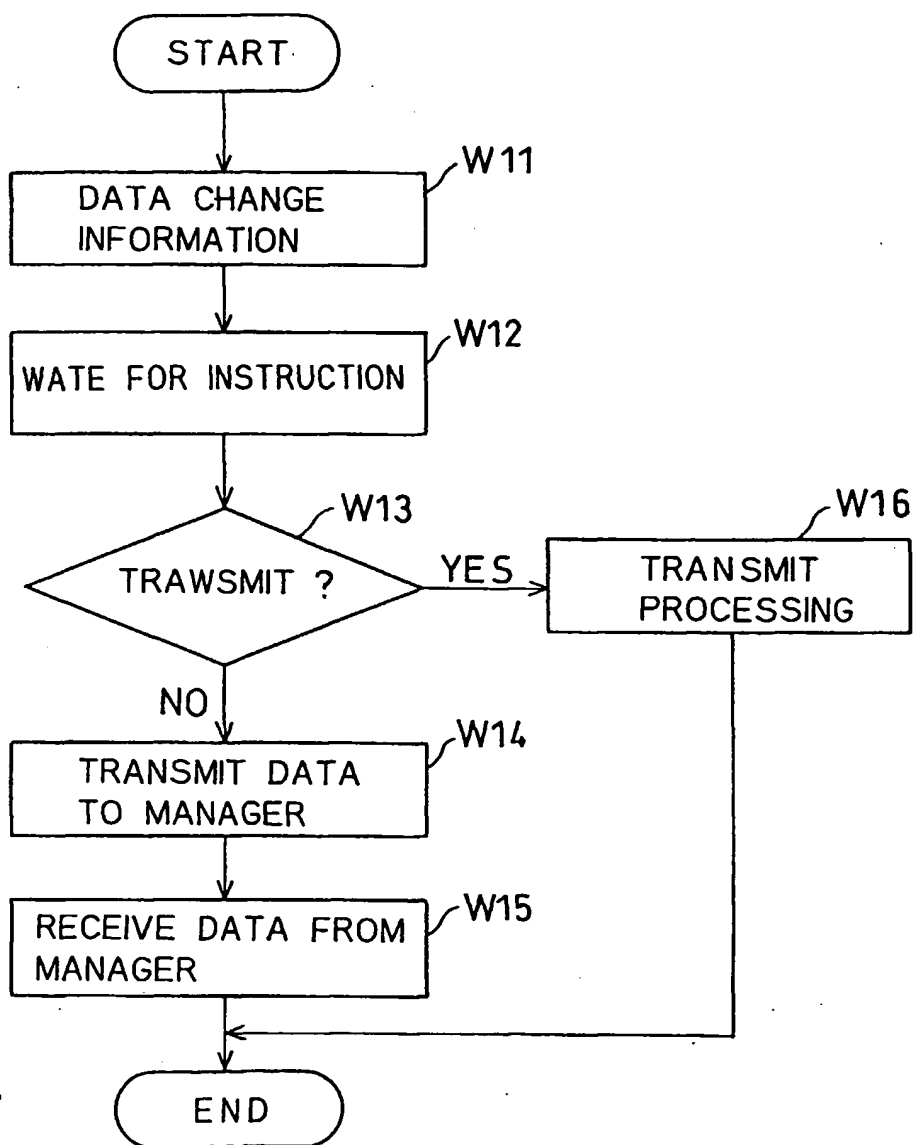 START
W11
DATA CHANGE
INFORMATION
W12
WATE FOR INSTRUCTION
W13
TRAWSMIT ?
YES
W16
TRANSMIT
PROCESSING
NO
W14
TRANSMIT DATA
TO MANAGER
W15
RECEIVE DATA FROM
MANAGER
END